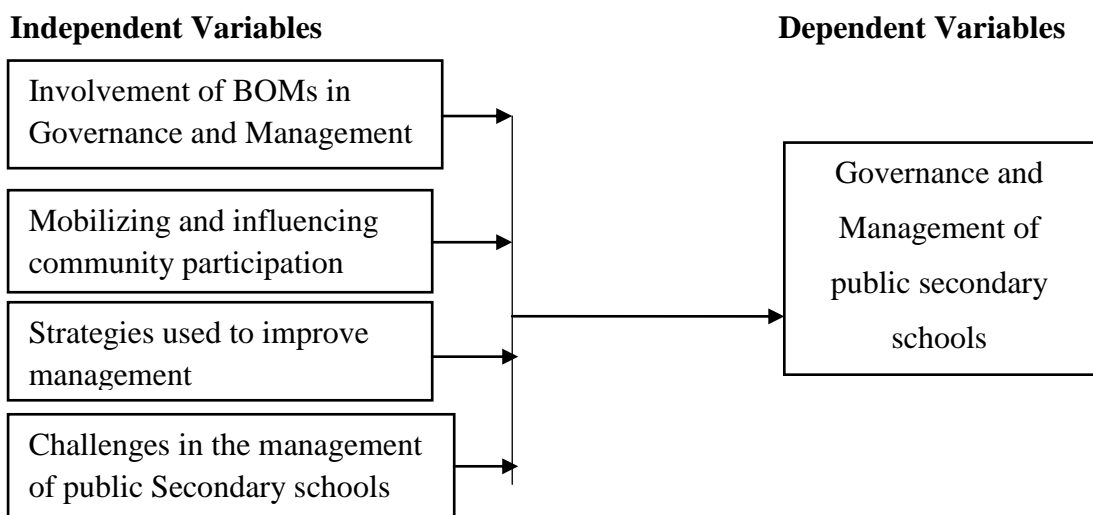 Independent Variables
Dependent Variables
Involvement of BOMs in
Governance and Management
Mobilizing and influencing
community participation
Strategies used to improve
management
Challenges in the management
of public Secondary schools
Governance and
Management of
public secondary
schools